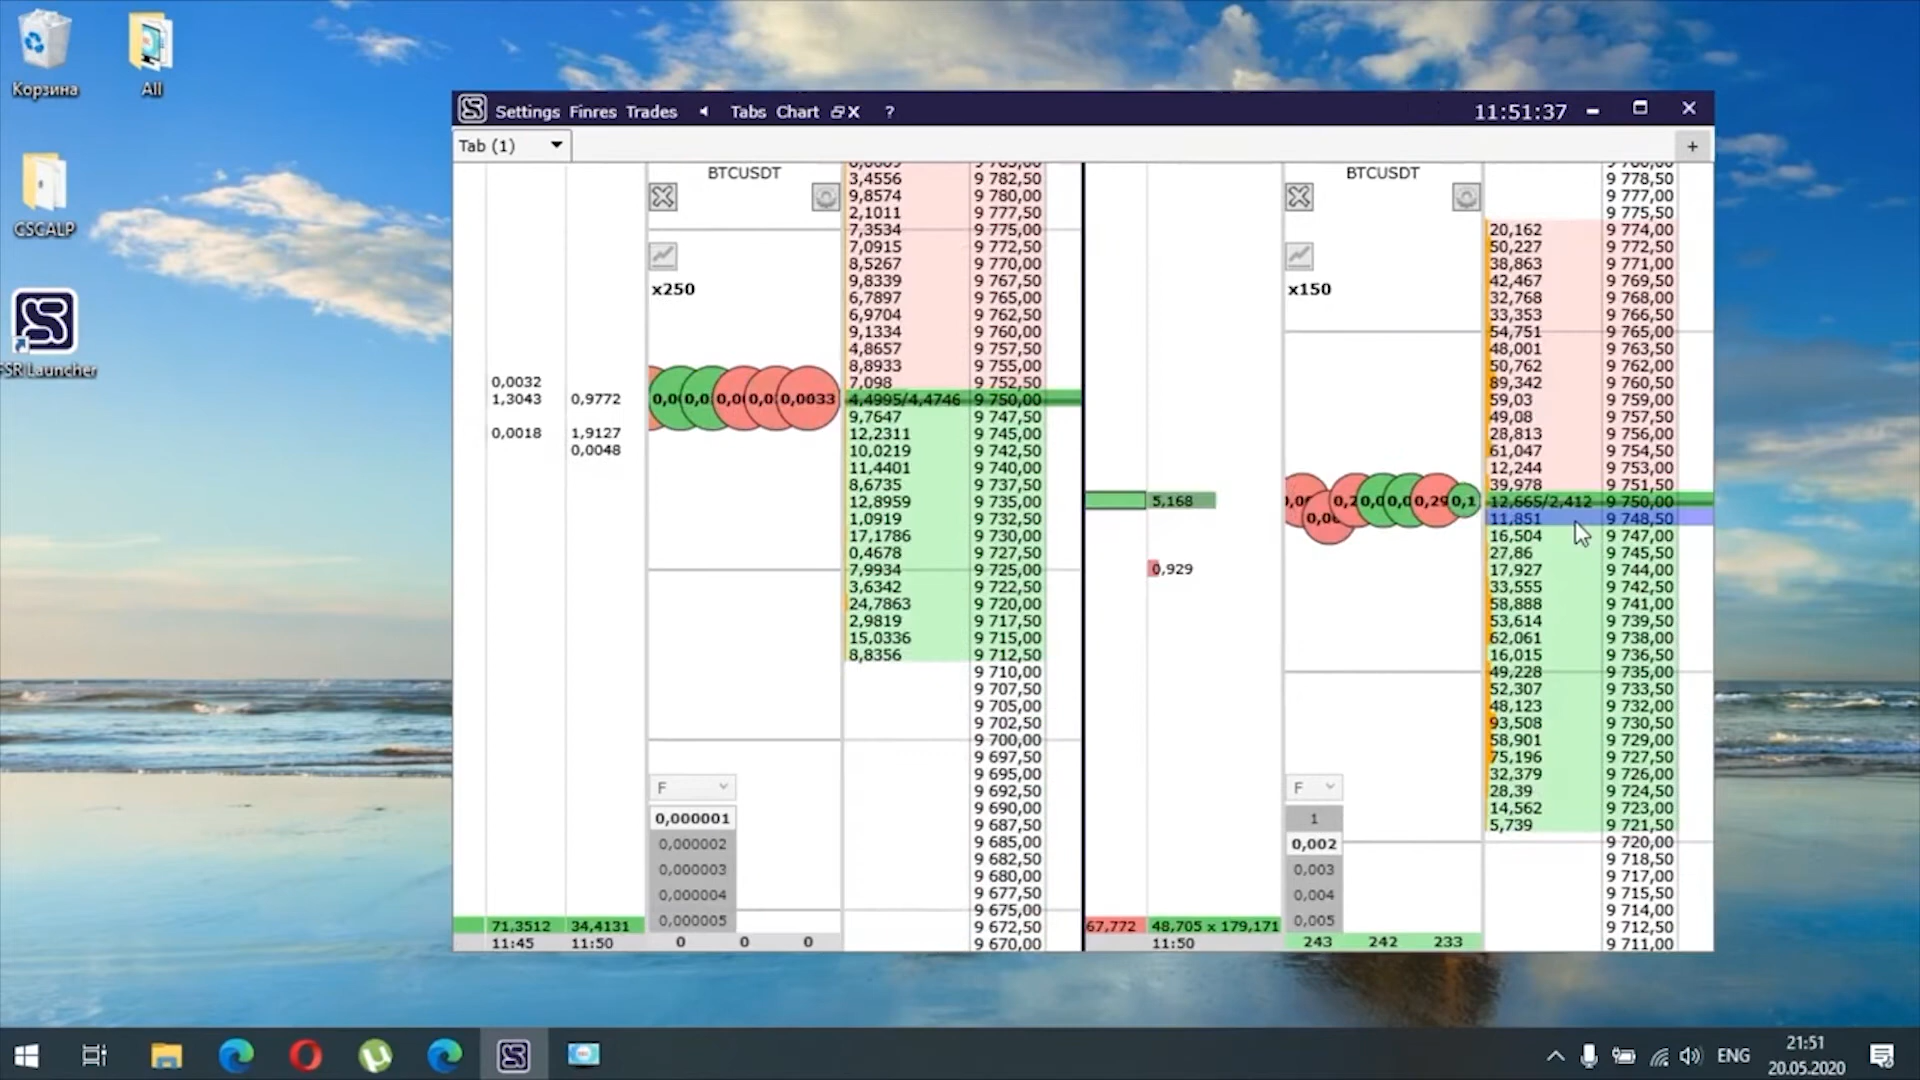 Корзина
All
CSCALP
FSR Launcher
Settings Finres Trades Tabs Chart X ? 11:51:37
Tab (1)
+
BTCUSDT
x250
3,4556 9 782,50
9,8574 9 780,00
2,1011 9 777,50
7,3534 9 775,00
7,0915 9 772,50
8,5267 9 770,00
9,8339 9 767,50
6,7897 9 765,00
6,9704 9 762,50
9,1334 9 760,00
4,8657 9 757,50
8,8933 9 755,00
7,098 9 752,50
4,4995/4,4746 9 750,00
9,7647 9 747,50
12,2311 9 745,00
10,0219 9 742,50
11,4401 9 740,00
8,6735 9 737,50
12,8959 9 735,00
1,0919 9 732,50
17,1786 9 730,00
0,4678 9 727,50
7,9934 9 725,00
3,6342 9 722,50
24,7863 9 720,00
2,9819 9 717,50
15,0336 9 715,00
8,8356 9 712,50
9 710,00
9 707,50
9 705,00
9 702,50
9 700,00
9 697,50
9 695,00
9 692,50
9 690,00
9 687,50
9 685,00
9 682,50
9 680,00
9 677,50
9 675,00
9 672,50
9 670,00
0,0032
1,3043 0,9772
0,0018 1,9127
0,0048
0,0033
F
0,000001
0,000002
0,000003
0,000004
0,000005
71,3512 34,4131
11:45 11:50 0 0 0
BTCUSDT
x150
9 778,50
9 777,00
9 775,50
20,162 9 774,00
50,227 9 772,50
38,863 9 771,00
42,467 9 769,50
32,768 9 768,00
33,353 9 766,50
54,751 9 765,00
48,001 9 763,50
50,762 9 762,00
89,342 9 760,50
59,03 9 759,00
49,08 9 757,50
28,813 9 756,00
61,047 9 754,50
12,244 9 753,00
39,978 9 751,50
12,665/2,412 9 750,00
11,851 9 748,50
16,504 9 747,00
27,86 9 745,50
17,927 9 744,00
33,555 9 742,50
58,888 9 741,00
53,614 9 739,50
62,061 9 738,00
16,015 9 736,50
49,228 9 735,00
52,307 9 733,50
48,123 9 732,00
93,508 9 730,50
58,901 9 729,00
75,196 9 727,50
32,379 9 726,00
28,39 9 724,50
14,562 9 723,00
5,739 9 721,50
9 720,00
9 718,50
9 717,00
9 715,50
9 714,00
9 712,50
9 711,00
5,168
0,929
F
1
0,002
0,003
0,004
0,005
67,772 48,705 x 179,171
11:50 243 242 233
ENG
21:51
20.05.2020